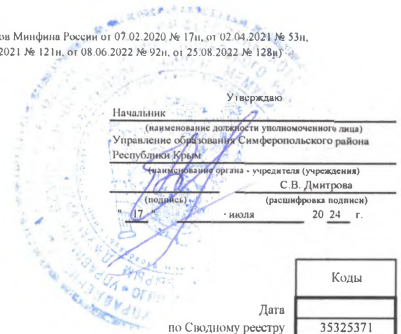 ов Минфина России от 07.02.2020 № 17н, от 02.04.2021 № 53н,
2021 № 121н, от 08.06.2022 № 92н, от 25.08.2022 № 128н)
Утверждаю
Начальник
(наименование должности уполномоченного лица)
Управление образования Симферопольского района
Республики Крым
(наименование органа - учредителя (учреждения)
С.В. Дмитрова
(подпись) (расшифровка подписи)
" 17 " июля 20 24 г.
Коды
Дата
по Сводному реестру 35325371